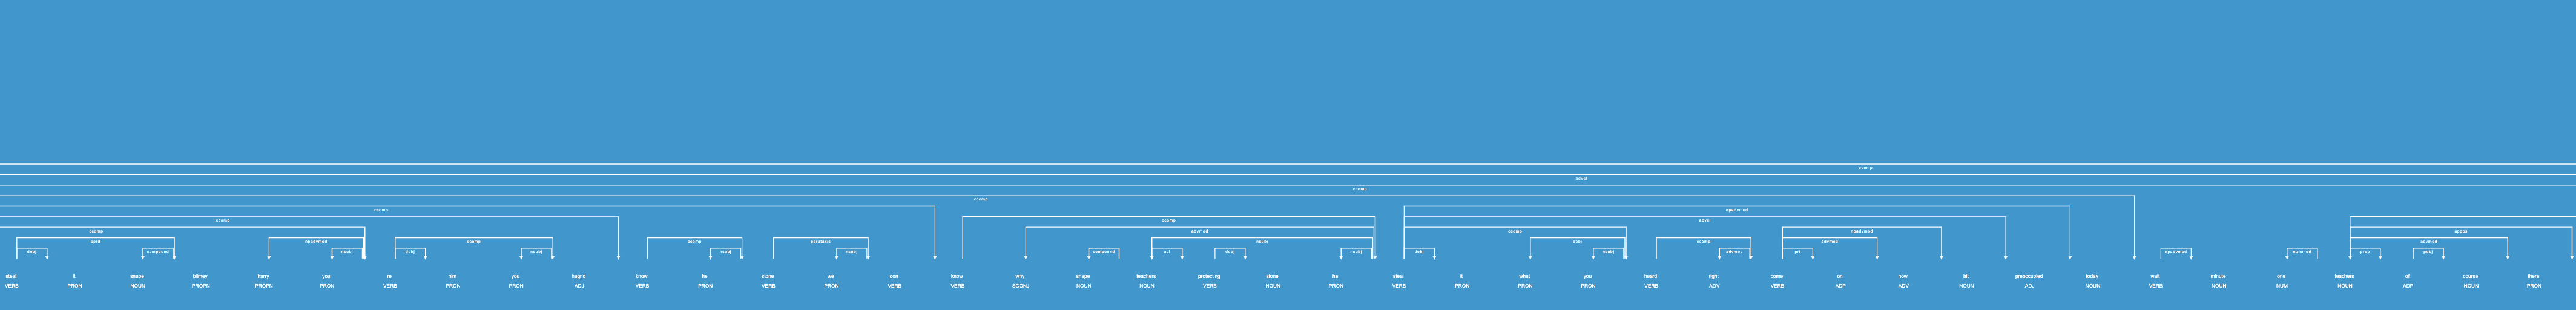 ccomp
advcl
ccomp
ccomp
ccomp npadvmod
ccomp ccomp advcl
ccomp advmod ccomp appos
oprd npadvmod ccomp ccomp parataxis nsubj dobj ccomp npadvmod advmod advmod
dobj compound nsubj dobj nsubj nsubj nsubj compound acl dobj nsubj dobj nsubj advmod prt npadvmod nummod prep pobj
steal it snape blimey harry you re him you hagrid know he stone we don know why snape teachers protecting stone he steal it what you heard right come on now bit preoccupied today wait minute one teachers of course there
VERB PRON NOUN PROPN PROPN PRON VERB PRON PRON ADJ VERB PRON VERB PRON VERB VERB SCONJ NOUN NOUN VERB NOUN PRON VERB PRON PRON PRON VERB ADV VERB ADP ADV NOUN ADJ NOUN VERB NOUN NUM NOUN ADP NOUN PRON